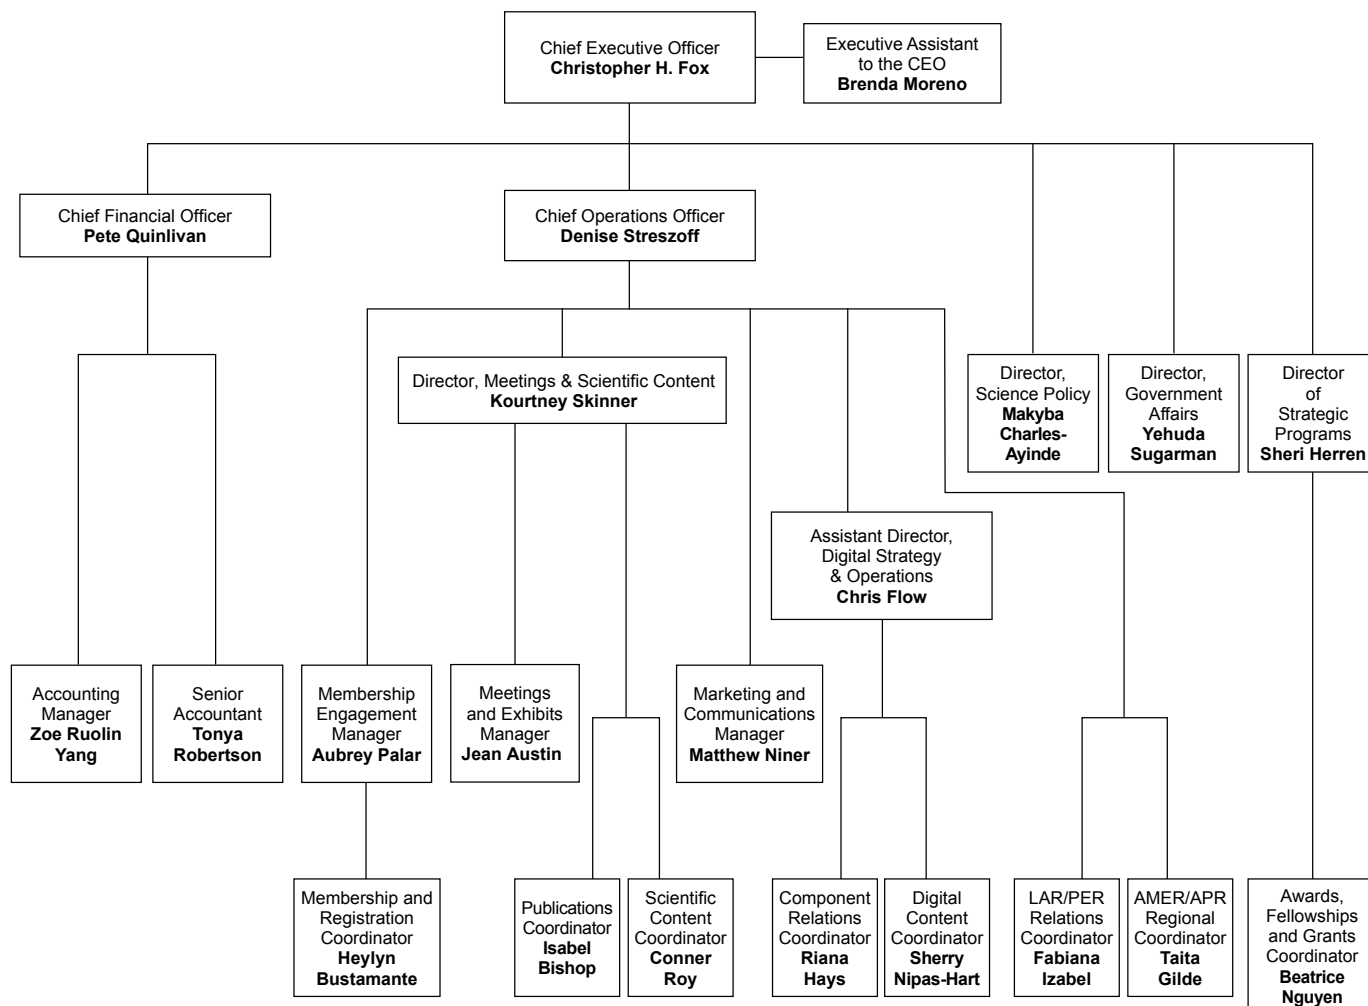 Chief Executive Officer
Christopher H. Fox
Executive Assistant
to the CEO
Brenda Moreno
Chief Financial Officer
Pete Quinlivan
Chief Operations Officer
Denise Streszoff
Director, Meetings & Scientific Content
Kourtney Skinner
Director,
Science Policy
Makyba
Charles-
Ayinde
Director,
Government
Affairs
Yehuda
Sugarman
Director
of
Strategic
Programs
Sheri Herren
Assistant Director,
Digital Strategy
& Operations
Chris Flow
Accounting
Manager
Zoe Ruolin
Yang
Senior
Accountant
Tonya
Robertson
Membership
Engagement
Manager
Aubrey Palar
Meetings
and Exhibits
Manager
Jean Austin
Marketing and
Communications
Manager
Matthew Niner
Membership and
Registration
Coordinator
Heylyn
Bustamante
Publications
Coordinator
Isabel
Bishop
Scientific
Content
Coordinator
Conner
Roy
Component
Relations
Coordinator
Riana
Hays
Digital
Content
Coordinator
Sherry
Nipas-Hart
LAR/PER
Relations
Coordinator
Fabiana
Izabel
AMER/APR
Regional
Coordinator
Taita
Gilde
Awards,
Fellowships
and Grants
Coordinator
Beatrice
Nguyen